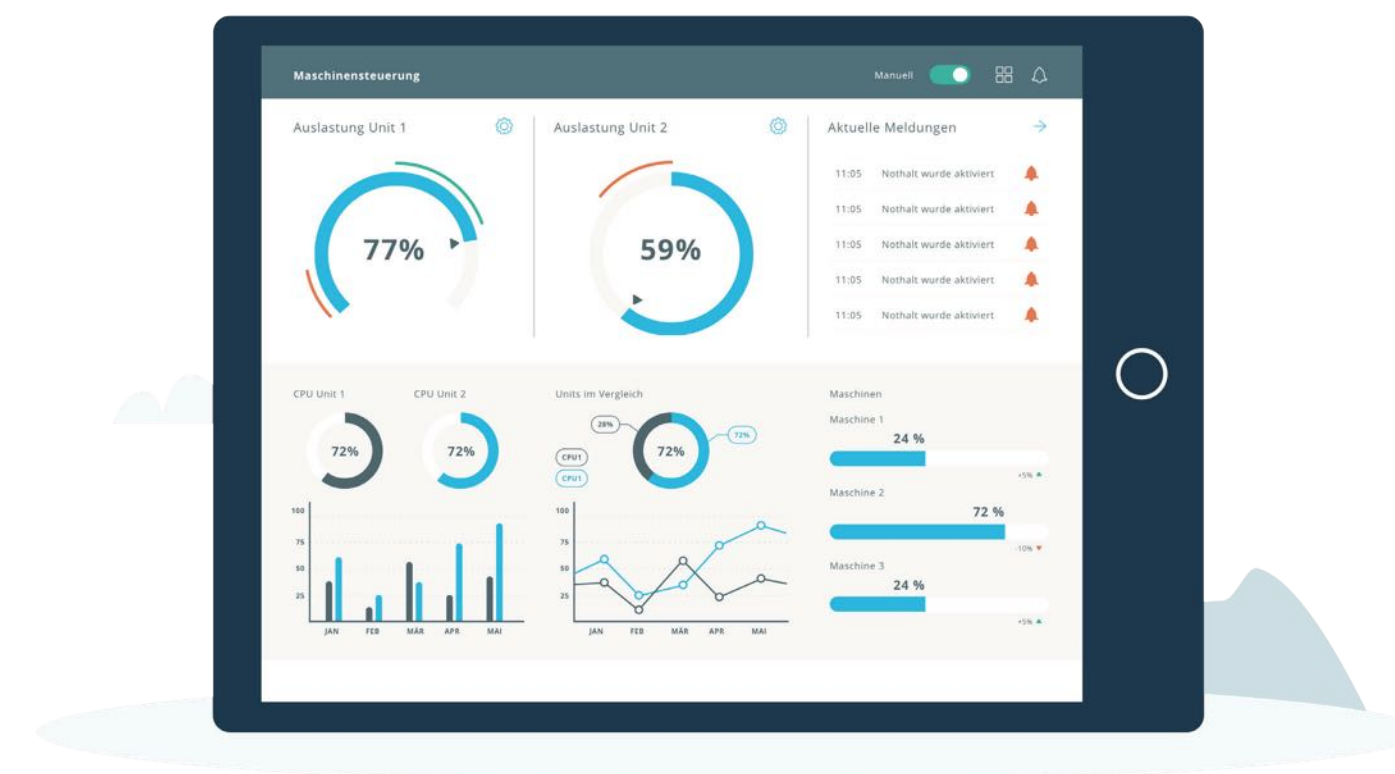 Maschinensteuerung
Manuell
Auslastung Unit 1
77%
Auslastung Unit 2
59%
Aktuelle Meldungen
11:05 Nothalt wurde aktiviert
11:05 Nothalt wurde aktiviert
11:05 Nothalt wurde aktiviert
11:05 Nothalt wurde aktiviert
11:05 Nothalt wurde aktiviert
CPU Unit 1
72%
CPU Unit 2
72%
100
75
50
25
JAN FEB MÄR APR MAI
Units im Vergleich
28%
72%
72%
CPU1
CPU1
100
75
50
25
JAN FEB MÄR APR MAI
Maschinen
Maschine 1
24 %
+5%
Maschine 2
72 %
-10%
Maschine 3
24 %
+5%